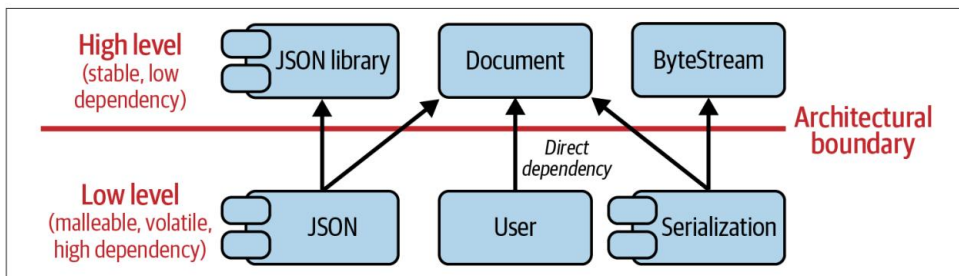 High level
(stable, low
dependency)
JSON library
Document
ByteStream
Architectural
boundary
Direct
dependency
Low level
(malleable, volatile,
high dependency)
JSON
User
Serialization